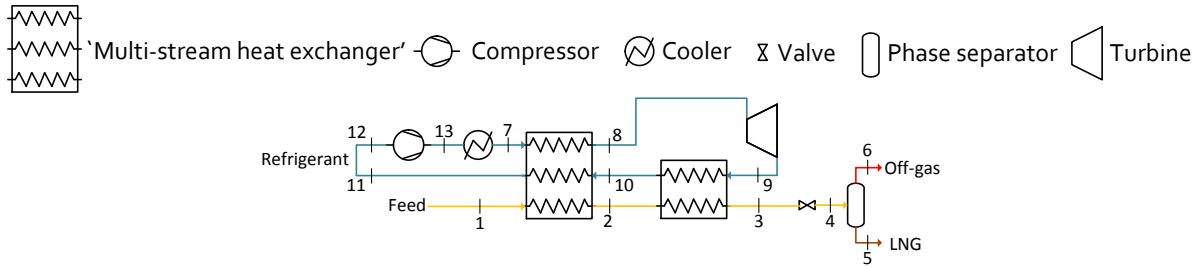 ‘Multi-stream heat exchanger’ Compressor Cooler Valve Phase separator Turbine
12 13 7 8 6
Refrigerant Off-gas
11 10 9
Feed
1 2 3 4
LNG
5